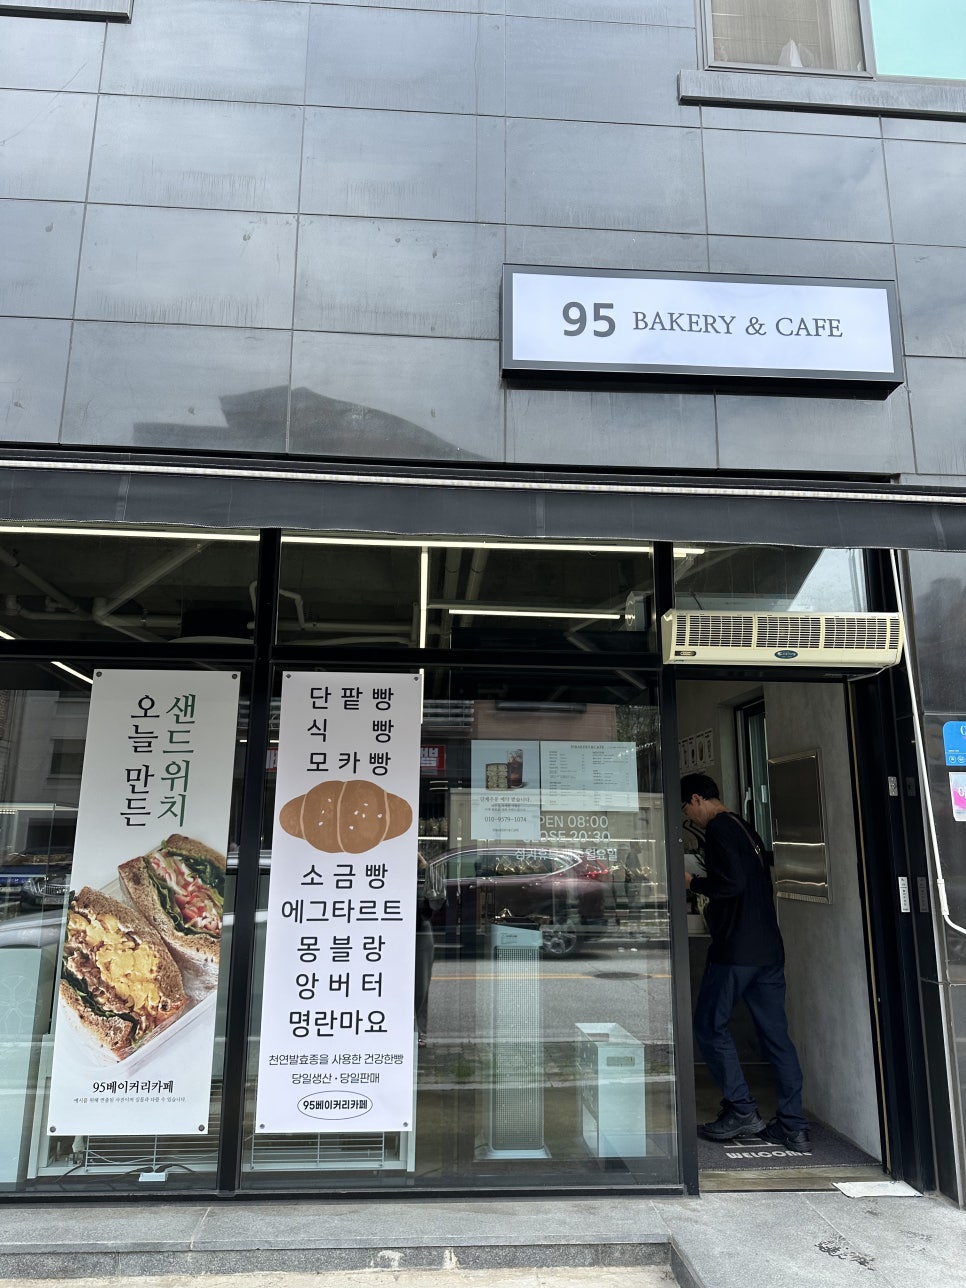 95 BAKERY & CAFE
오늘 만든
샌드위치
95베이커리카페
단팥빵
식 빵
모카빵
소금빵
에그타르트
몽블랑
앙버터
명란마요
천연발효종을 사용한 건강한빵
당일생산 · 당일판매
95베이커리카페
010-9579-1074
OPEN 08:00
CLOSE 20:30
WELCOME